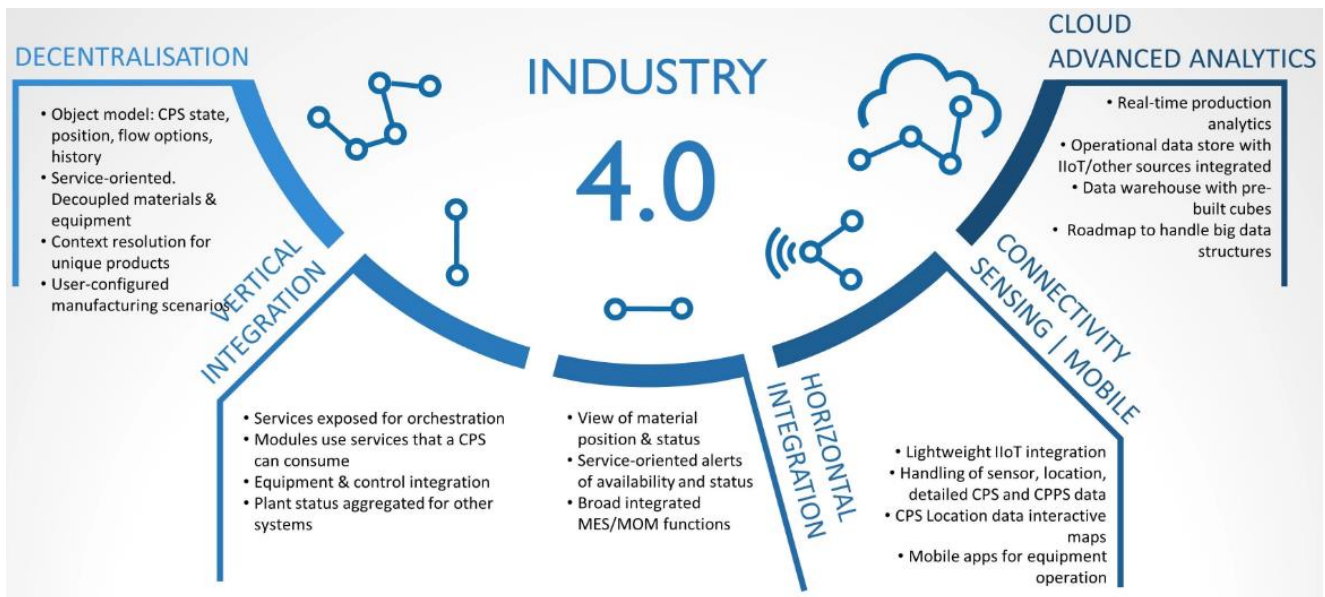 INDUSTRY
4.0
DECENTRALISATION
• Object model: CPS state,
position, flow options,
history
• Service-oriented.
Decoupled materials &
equipment
• Context resolution for
unique products
• User-configured
manufacturing scenarios
VERTICAL
INTEGRATION
• Services exposed for orchestration
• Modules use services that a CPS
can consume
• Equipment & control integration
• Plant status aggregated for other
systems
HORIZONTAL
INTEGRATION
• View of material
position & status
• Service-oriented alerts
of availability and status
• Broad integrated
MES/MOM functions
CONNECTIVITY
SENSING | MOBILE
• Lightweight IIoT integration
• Handling of sensor, location,
detailed CPS and CPPS data
• CPS Location data interactive
maps
• Mobile apps for equipment
operation
CLOUD
ADVANCED ANALYTICS
• Real-time production
analytics
• Operational data store with
IIoT/other sources integrated
• Data warehouse with pre-
built cubes
• Roadmap to handle big data
structures